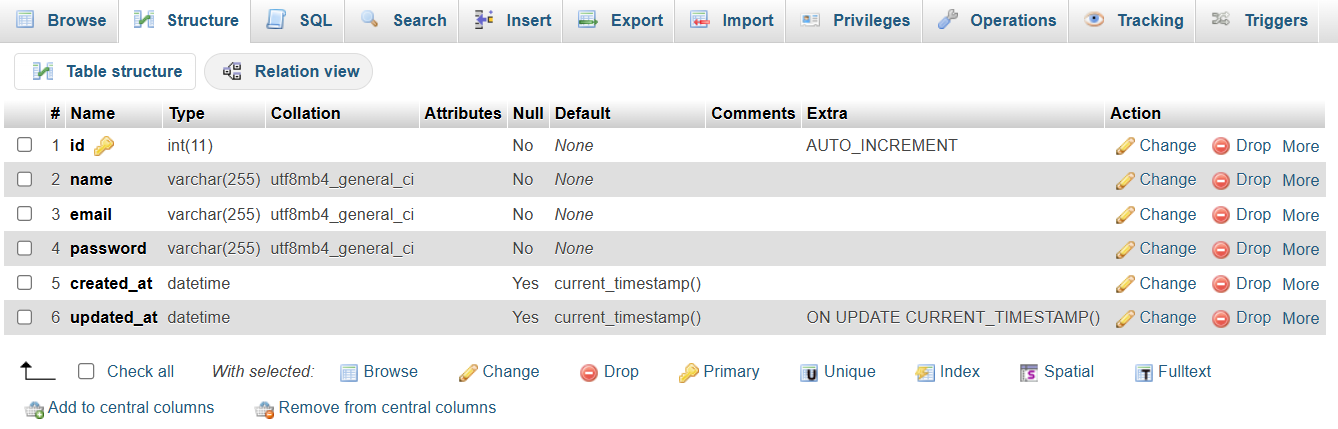 Browse Structure SQL Search Insert Export Import Privileges Operations Tracking Triggers
Table structure Relation view
# Name Type Collation Attributes Null Default Comments Extra Action
1 id int(11) No None AUTO_INCREMENT Change Drop More
2 name varchar(255) utf8mb4_general_ci No None Change Drop More
3 email varchar(255) utf8mb4_general_ci No None Change Drop More
4 password varchar(255) utf8mb4_general_ci No None Change Drop More
5 created_at datetime Yes current_timestamp() Change Drop More
6 updated_at datetime Yes current_timestamp() ON UPDATE CURRENT_TIMESTAMP() Change Drop More
Check all With selected: Browse Change Drop Primary Unique Index Spatial Fulltext
Add to central columns Remove from central columns